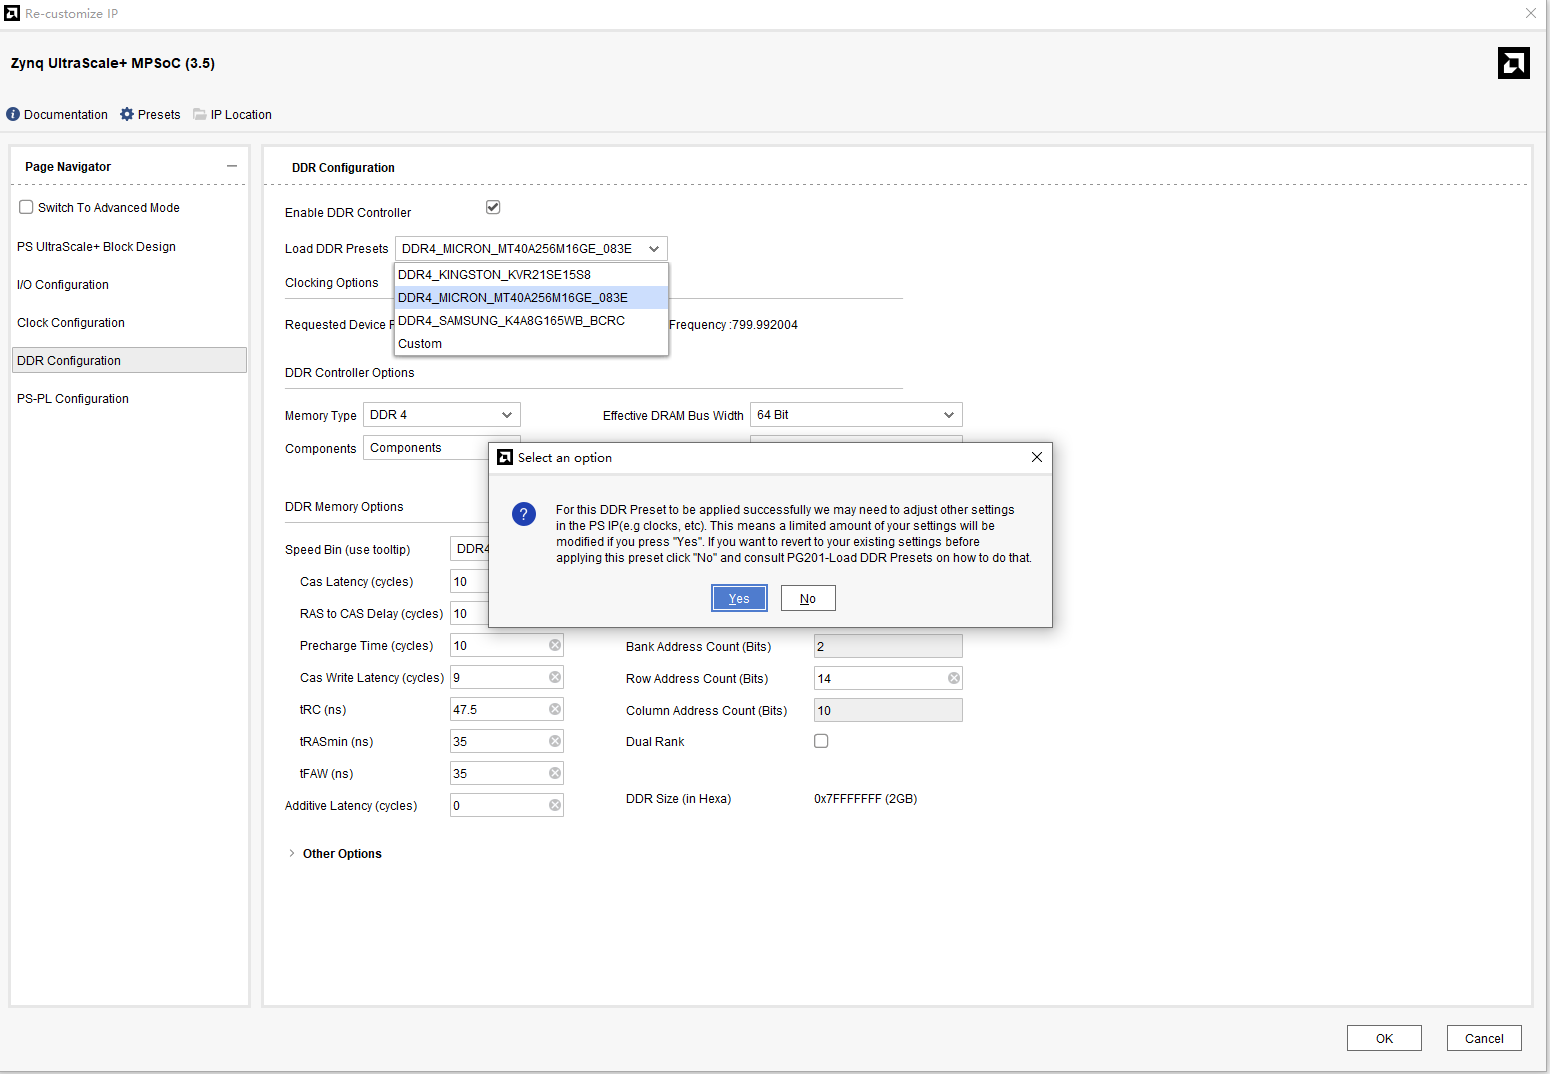 Re-customize IP
Zynq UltraScale+ MPSoC (3.5)
Documentation Presets IP Location
Page Navigator
Switch To Advanced Mode
PS UltraScale+ Block Design
I/O Configuration
Clock Configuration
DDR Configuration
PS-PL Configuration
DDR Configuration
Enable DDR Controller
Load DDR Presets DDR4_MICRON_MT40A256M16GE_083E
DDR4_KINGSTON_KVR21SE15S8
DDR4_MICRON_MT40A256M16GE_083E
DDR4_SAMSUNG_K4A8G165WB_BCRC
Custom
Clocking Options
Requested Device Frequency :799.992004
DDR Controller Options
Memory Type DDR 4 Effective DRAM Bus Width 64 Bit
Components Components
Select an option
For this DDR Preset to be applied successfully we may need to adjust other settings
in the PS IP(e.g clocks, etc). This means a limited amount of your settings will be
modified if you press "Yes". If you want to revert to your existing settings before
applying this preset click "No" and consult PG201-Load DDR Presets on how to do that.
Yes No
DDR Memory Options
Speed Bin (use tooltip) DDR4
Cas Latency (cycles) 10
RAS to CAS Delay (cycles) 10
Precharge Time (cycles) 10 Bank Address Count (Bits) 2
Cas Write Latency (cycles) 9 Row Address Count (Bits) 14
tRC (ns) 47.5 Column Address Count (Bits) 10
tRASmin (ns) 35 Dual Rank
tFAW (ns) 35
Additive Latency (cycles) 0 DDR Size (in Hexa) 0x7FFFFFFF (2GB)
Other Options
OK Cancel